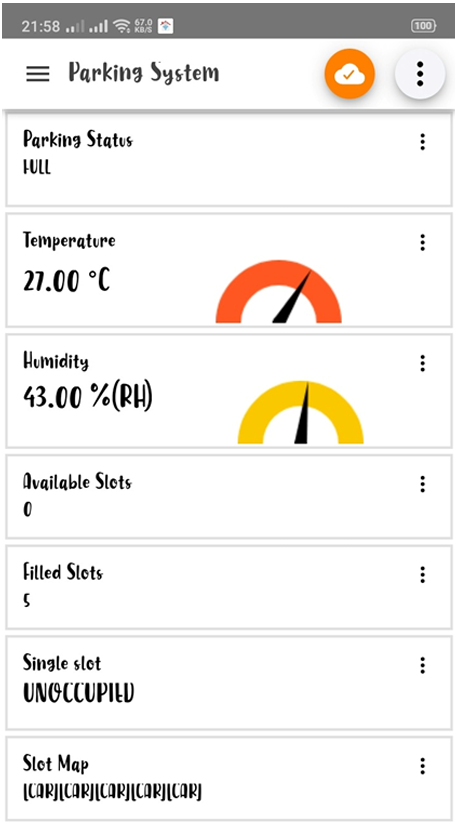 21:58 67.0 KB/S 100
Parking System
Parking Status
FULL
Temperature
27.00 °C
Humidity
43.00 %(RH)
Available Slots
0
Filled Slots
5
Single slot
UNOCCUPIED
Slot Map
[CAR][CAR][CAR][CAR][CAR]